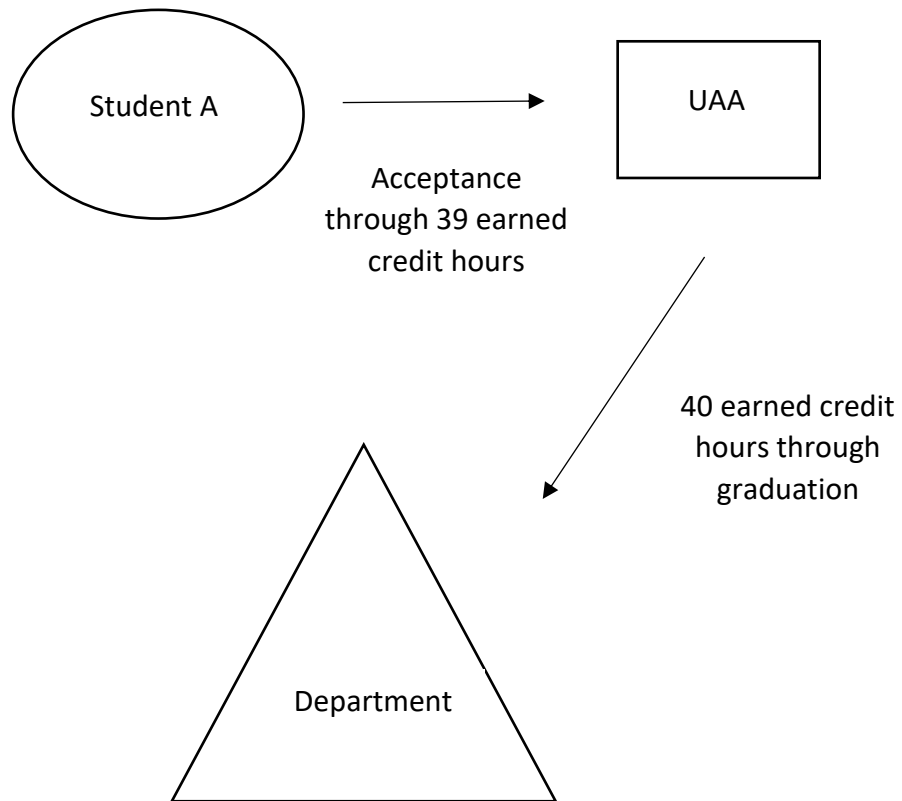 Student A
UAA
Acceptance
through 39 earned
credit hours
40 earned credit
hours through
graduation
Department